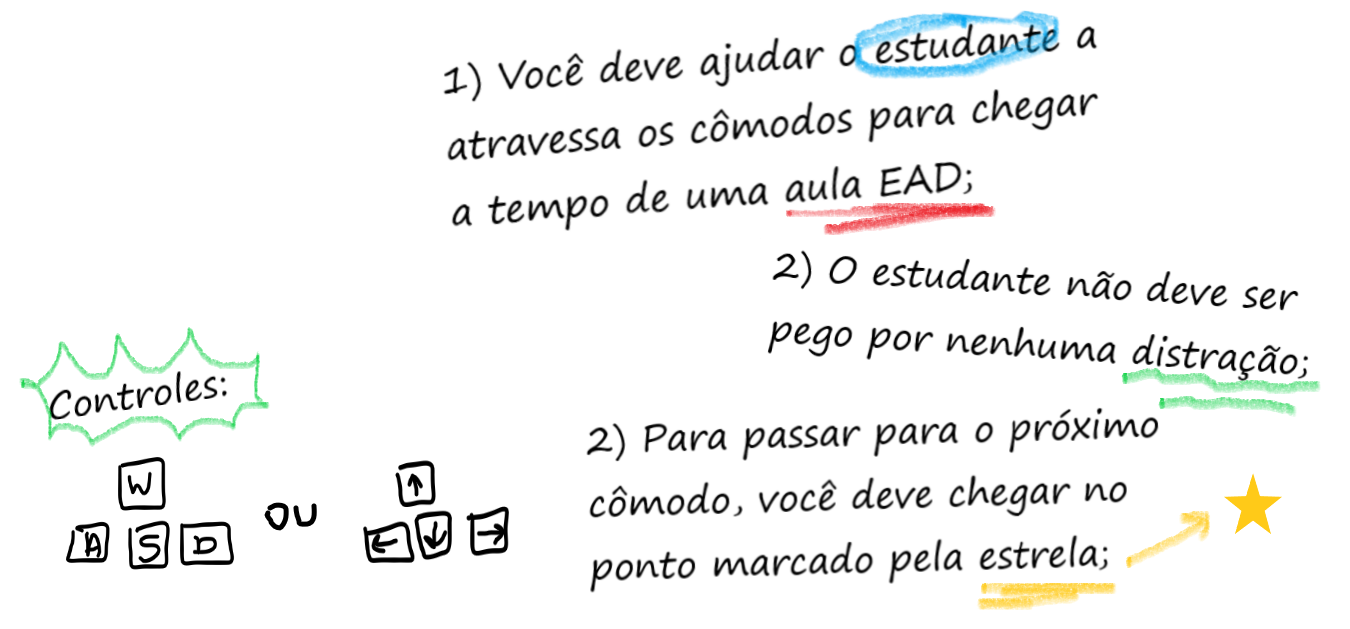 1) Você deve ajudar o estudante a
atravessa os cômodos para chegar
a tempo de uma aula EAD;
2) O estudante não deve ser
pego por nenhuma distração;
Controles:
W
A S D
ou
↑
← ↓ →
2) Para passar para o próximo
cômodo, você deve chegar no
ponto marcado pela estrela;